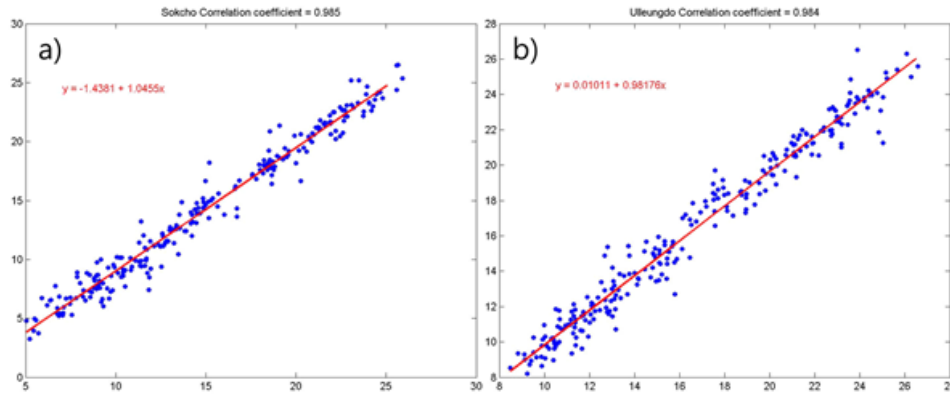 Sokcho Correlation coefficient = 0.985
a)
y = -1.4381 + 1.0455x
30
25
20
15
10
5
0
5 10 15 20 25 30
Ulleungdo Correlation coefficient = 0.984
b)
y = 0.01011 + 0.98176x
28
26
24
22
20
18
16
14
12
10
8
8 10 12 14 16 18 20 22 24 26